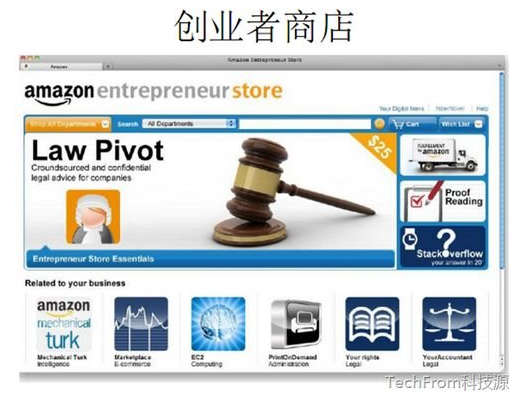 创业者商店
Amazon Entrepreneur Store
Amazon
amazon entrepreneur store
Your Digital Items | faberNovel | Help
Shop All Departments Search All Departments Cart Wish List
Law Pivot
Croundsourced and confidential
legal advice for companies
$25
FULFILLMENT
by amazon
Proof
Reading
StackOverflow
your answer in 20'
Entrepreneur Store Essentials
Related to your business
amazon
mechanical
turk
Mechanical Turk
Intelligence
Marketplace
E-commerce
EC2
Computing
PrintOnDemand
Administration
Your rights
Legal
YourAccountant
Legal
TechFrom科技源